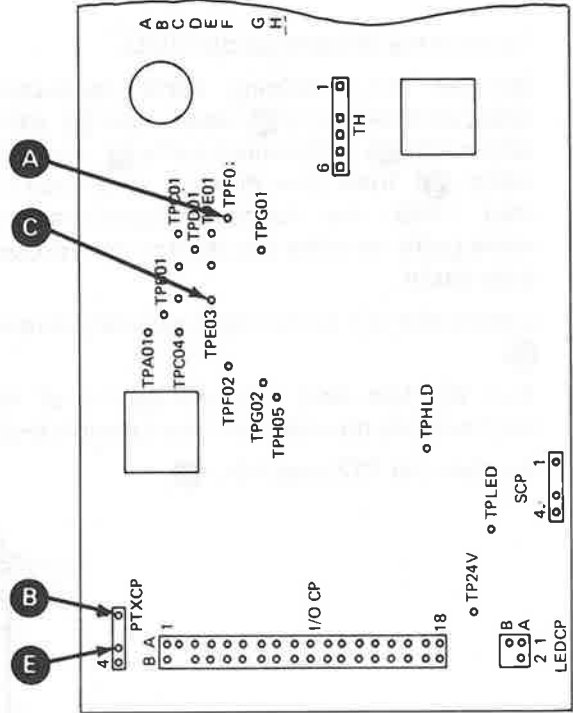 A
C
B
E
A
B
C
D
E
F
G
H
1
TH
6
TPC01
TPD01
TPE01
TPF0
TPG01
TPB01
TPA01
TPC04
TPE03
TPF02
TPG02
TPH05
TPHLD
TPLED
TP24V
4
PTXCP
B A
1
I/O CP
18
4
SCP
1
B
A
2 1
LEDCP